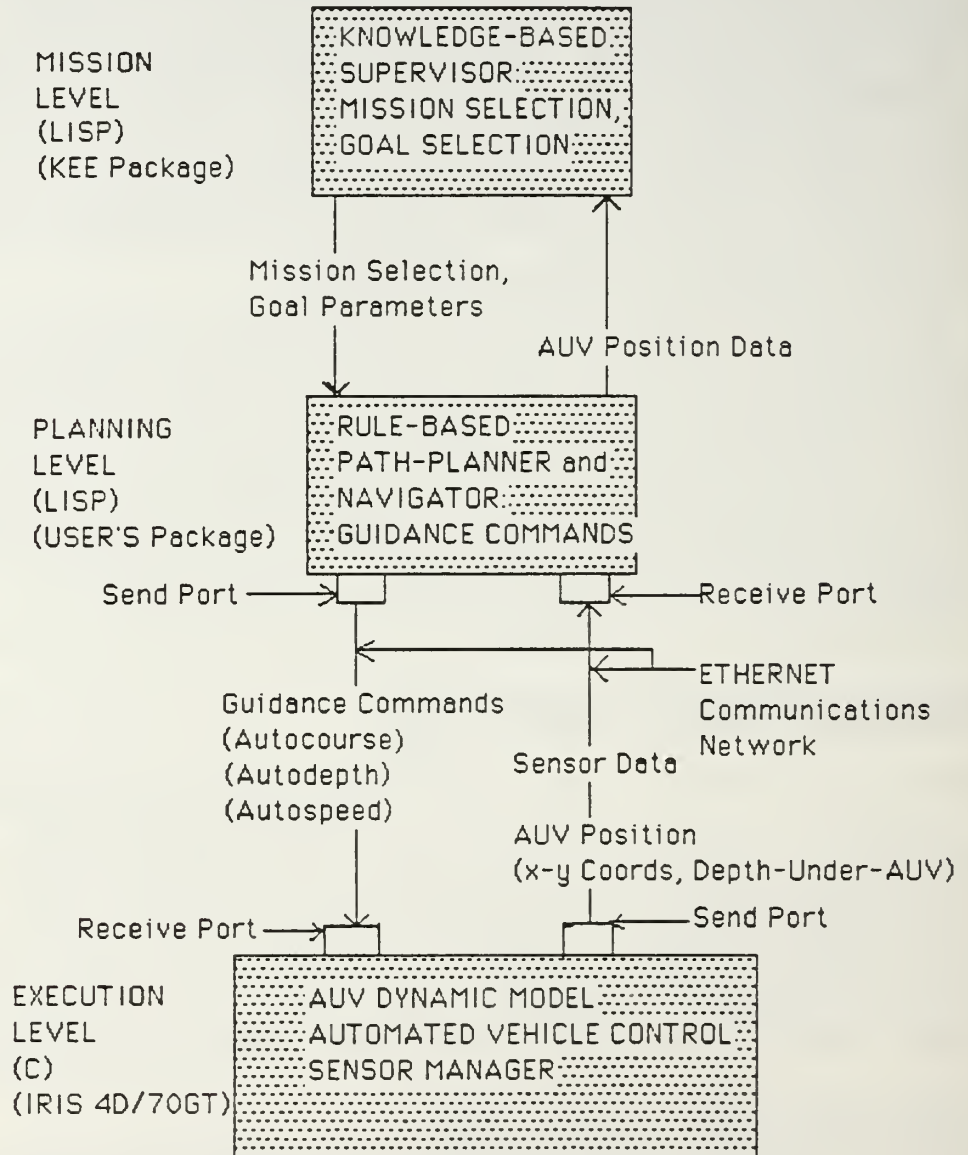 MISSION
LEVEL
(LISP)
(KEE Package)
KNOWLEDGE-BASED
SUPERVISOR:
MISSION SELECTION,
GOAL SELECTION
Mission Selection,
Goal Parameters
AUV Position Data
PLANNING
LEVEL
(LISP)
(USER'S Package)
RULE-BASED
PATH-PLANNER and
NAVIGATOR:
GUIDANCE COMMANDS
Send Port
Receive Port
ETHERNET
Communications
Network
Guidance Commands
(Autocourse)
(Autodepth)
(Autospeed)
Sensor Data
AUV Position
(x-y Coords, Depth-Under-AUV)
Receive Port
Send Port
EXECUTION
LEVEL
(C)
(IRIS 4D/70GT)
AUV DYNAMIC MODEL
AUTOMATED VEHICLE CONTROL
SENSOR MANAGER